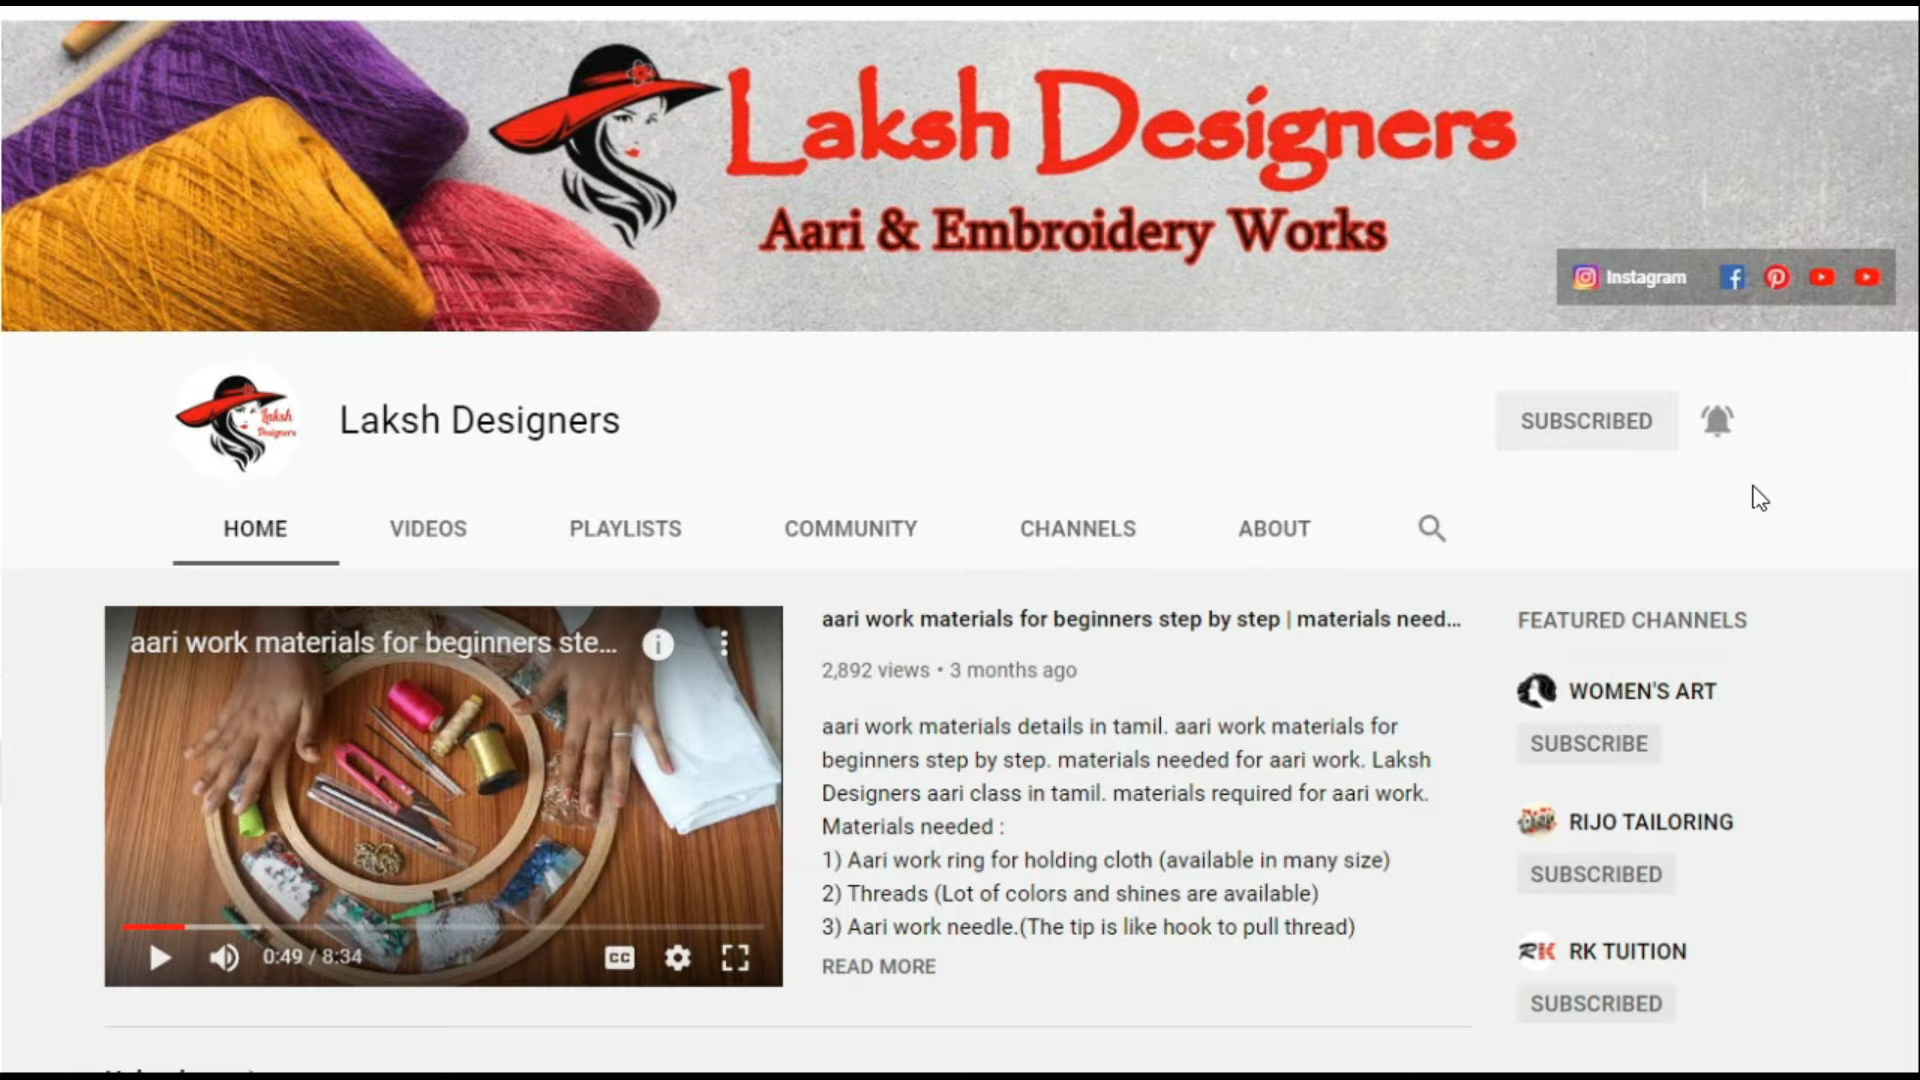 Laksh Designers
Aari & Embroidery Works
Instagram
Laksh
Designers
Laksh Designers
SUBSCRIBED
HOME
VIDEOS
PLAYLISTS
COMMUNITY
CHANNELS
ABOUT
aari work materials for beginners ste...
0:49 / 8:34
CC
aari work materials for beginners step by step | materials need...
2,892 views • 3 months ago
aari work materials details in tamil. aari work materials for
beginners step by step. materials needed for aari work. Laksh
Designers aari class in tamil. materials required for aari work.
Materials needed :
1) Aari work ring for holding cloth (available in many size)
2) Threads (Lot of colors and shines are available)
3) Aari work needle.(The tip is like hook to pull thread)
READ MORE
FEATURED CHANNELS
WOMEN'S ART
SUBSCRIBE
RIJO TAILORING
SUBSCRIBED
RK
RK TUITION
SUBSCRIBED